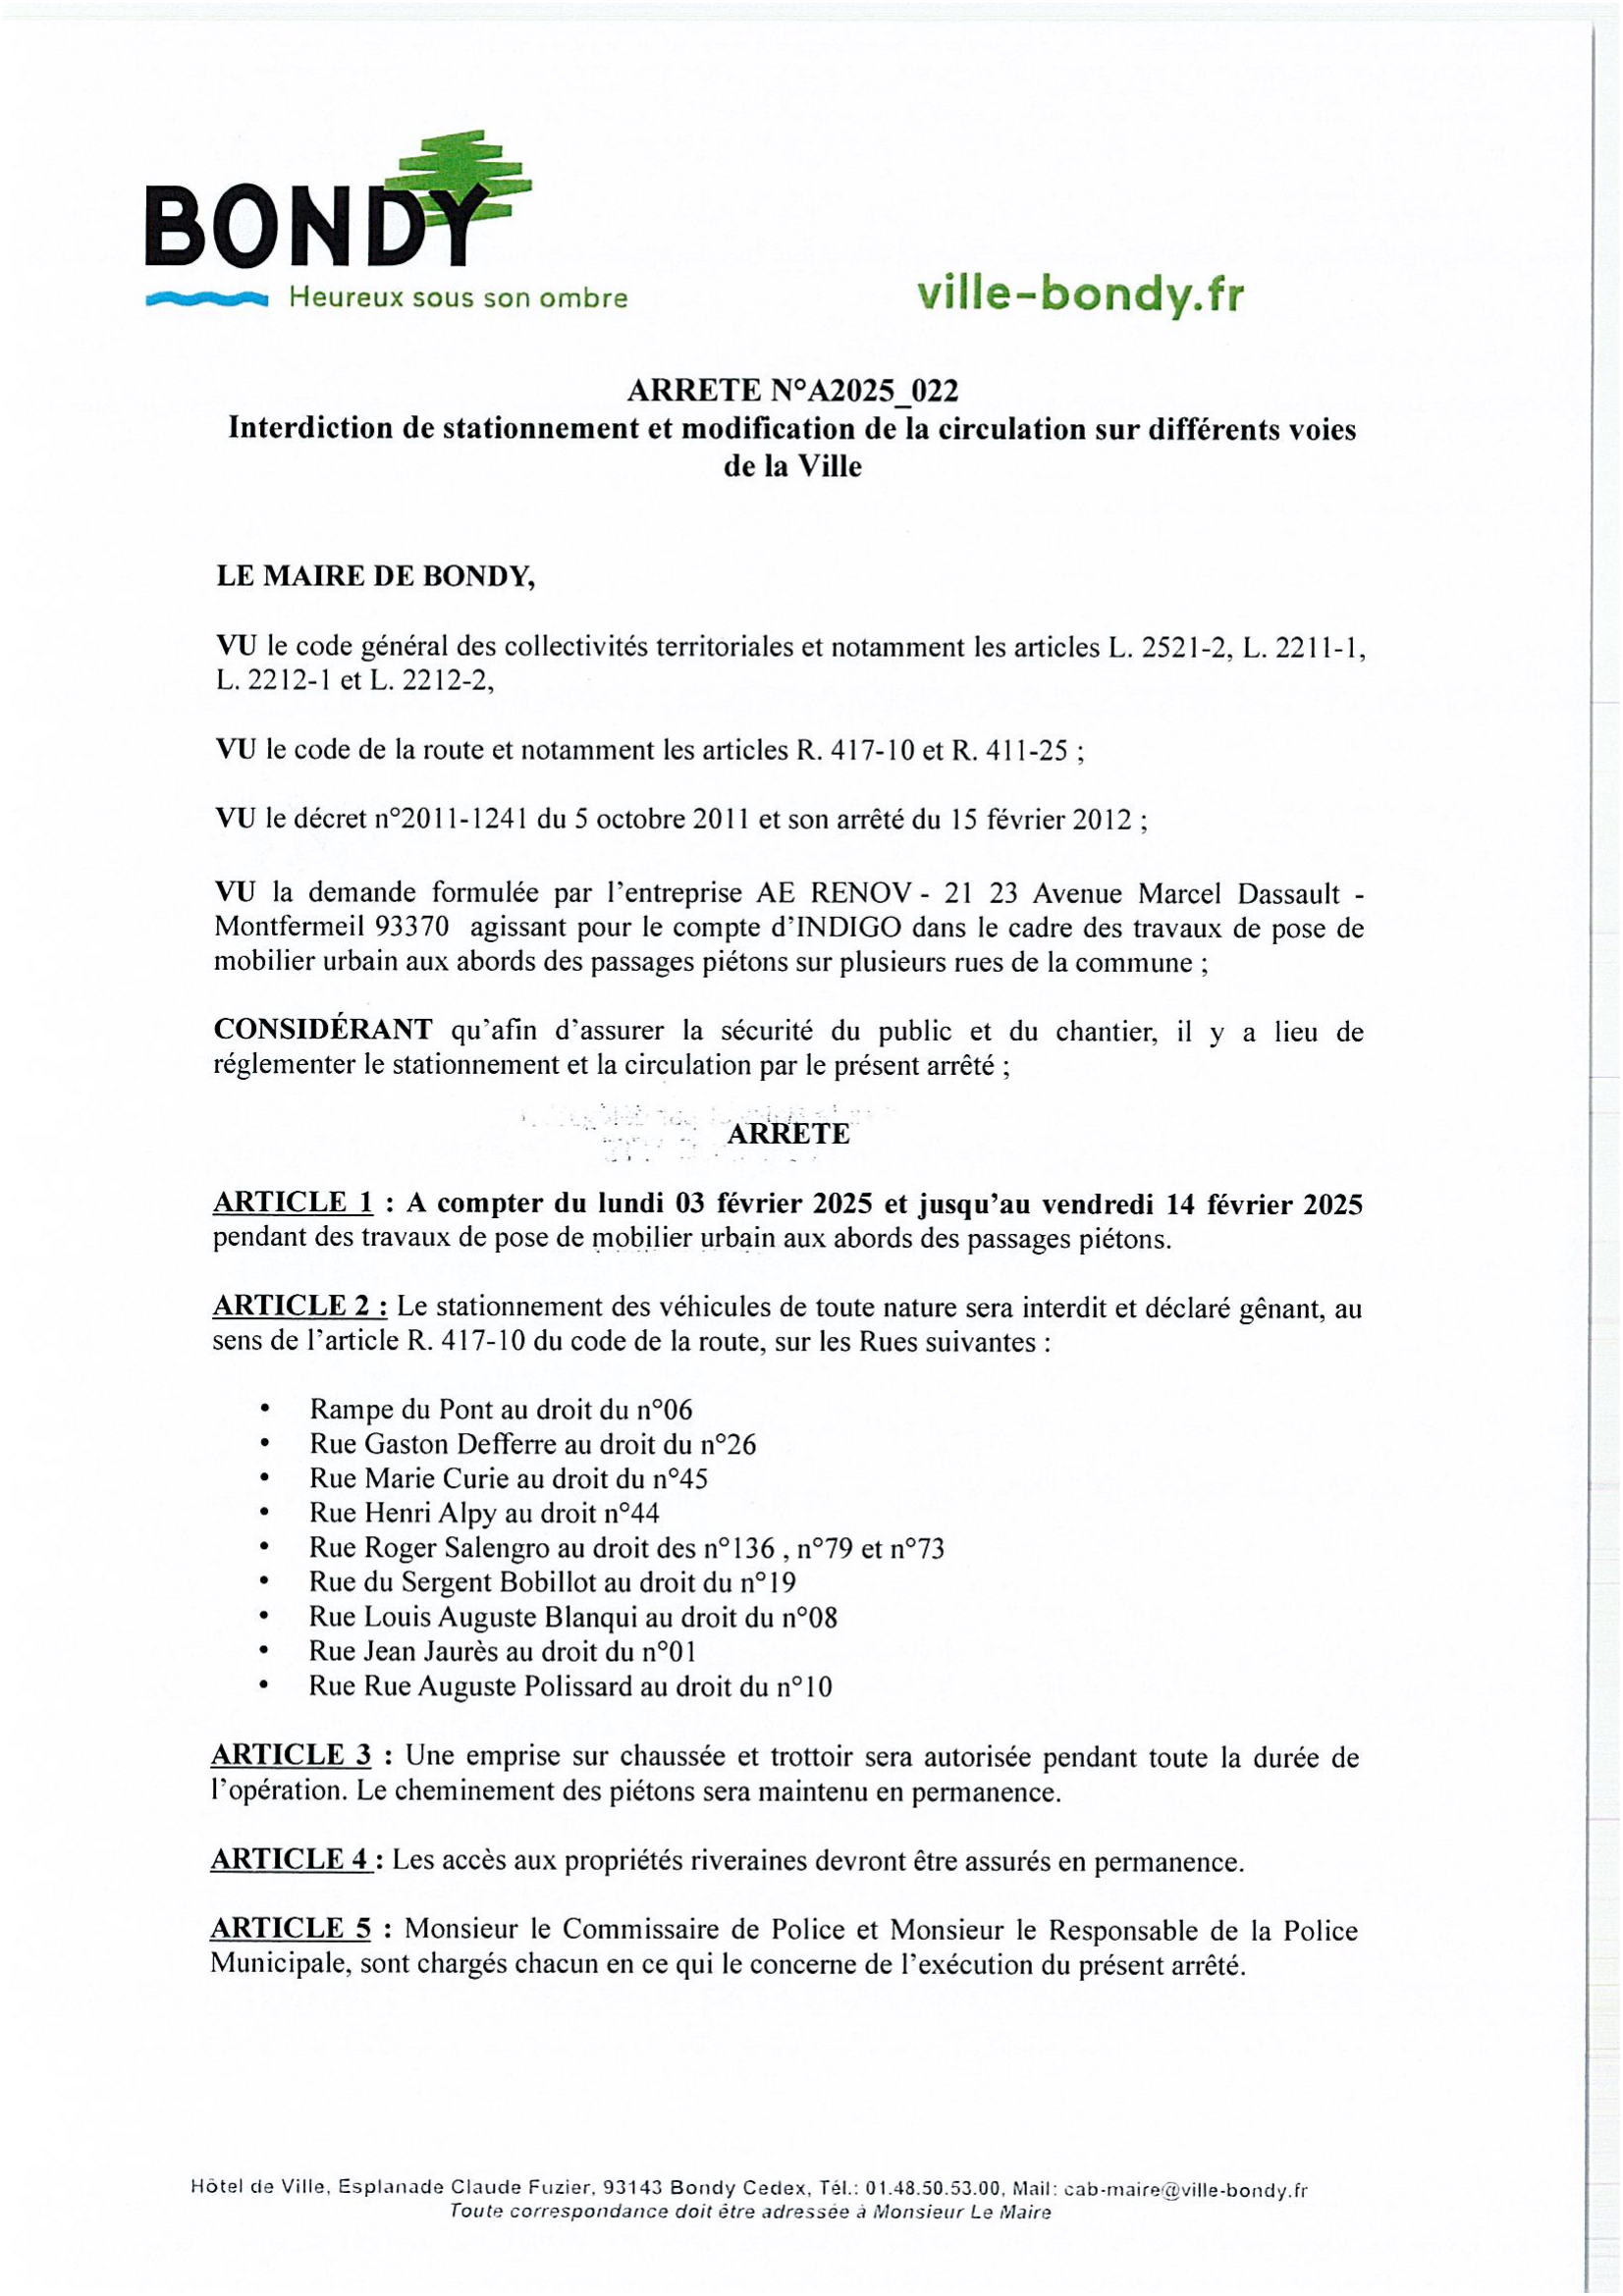 BONDY
Heureux sous son ombre
ville-bondy.fr
ARRETE N°A2025_022
Interdiction de stationnement et modification de la circulation sur différents voies
de la Ville
LE MAIRE DE BONDY,
VU le code général des collectivités territoriales et notamment les articles L. 2521-2, L. 2211-1,
L. 2212-1 et L. 2212-2,
VU le code de la route et notamment les articles R. 417-10 et R. 411-25 ;
VU le décret n°2011-1241 du 5 octobre 2011 et son arrêté du 15 février 2012 ;
VU la demande formulée par l'entreprise AE RENOV - 21 23 Avenue Marcel Dassault -
Montfermeil 93370 agissant pour le compte d'INDIGO dans le cadre des travaux de pose de
mobilier urbain aux abords des passages piétons sur plusieurs rues de la commune ;
CONSIDÉRANT qu'afin d'assurer la sécurité du public et du chantier, il y a lieu de
réglementer le stationnement et la circulation par le présent arrêté ;
ARRETE
ARTICLE 1 : A compter du lundi 03 février 2025 et jusqu'au vendredi 14 février 2025
pendant des travaux de pose de mobilier urbain aux abords des passages piétons.
ARTICLE 2 : Le stationnement des véhicules de toute nature sera interdit et déclaré gênant, au
sens de l'article R. 417-10 du code de la route, sur les Rues suivantes :
• Rampe du Pont au droit du n°06
• Rue Gaston Defferre au droit du n°26
• Rue Marie Curie au droit du n°45
• Rue Henri Alpy au droit n°44
• Rue Roger Salengro au droit des n°136 , n°79 et n°73
• Rue du Sergent Bobillot au droit du n°19
• Rue Louis Auguste Blanqui au droit du n°08
• Rue Jean Jaurès au droit du n°01
• Rue Rue Auguste Polissard au droit du n°10
ARTICLE 3 : Une emprise sur chaussée et trottoir sera autorisée pendant toute la durée de
l'opération. Le cheminement des piétons sera maintenu en permanence.
ARTICLE 4 : Les accès aux propriétés riveraines devront être assurés en permanence.
ARTICLE 5 : Monsieur le Commissaire de Police et Monsieur le Responsable de la Police
Municipale, sont chargés chacun en ce qui le concerne de l'exécution du présent arrêté.
Hôtel de Ville, Esplanade Claude Fuzier, 93143 Bondy Cedex, Tél.: 01.48.50.53.00, Mail: cab-maire@ville-bondy.fr
Toute correspondance doit être adressée à Monsieur Le Maire